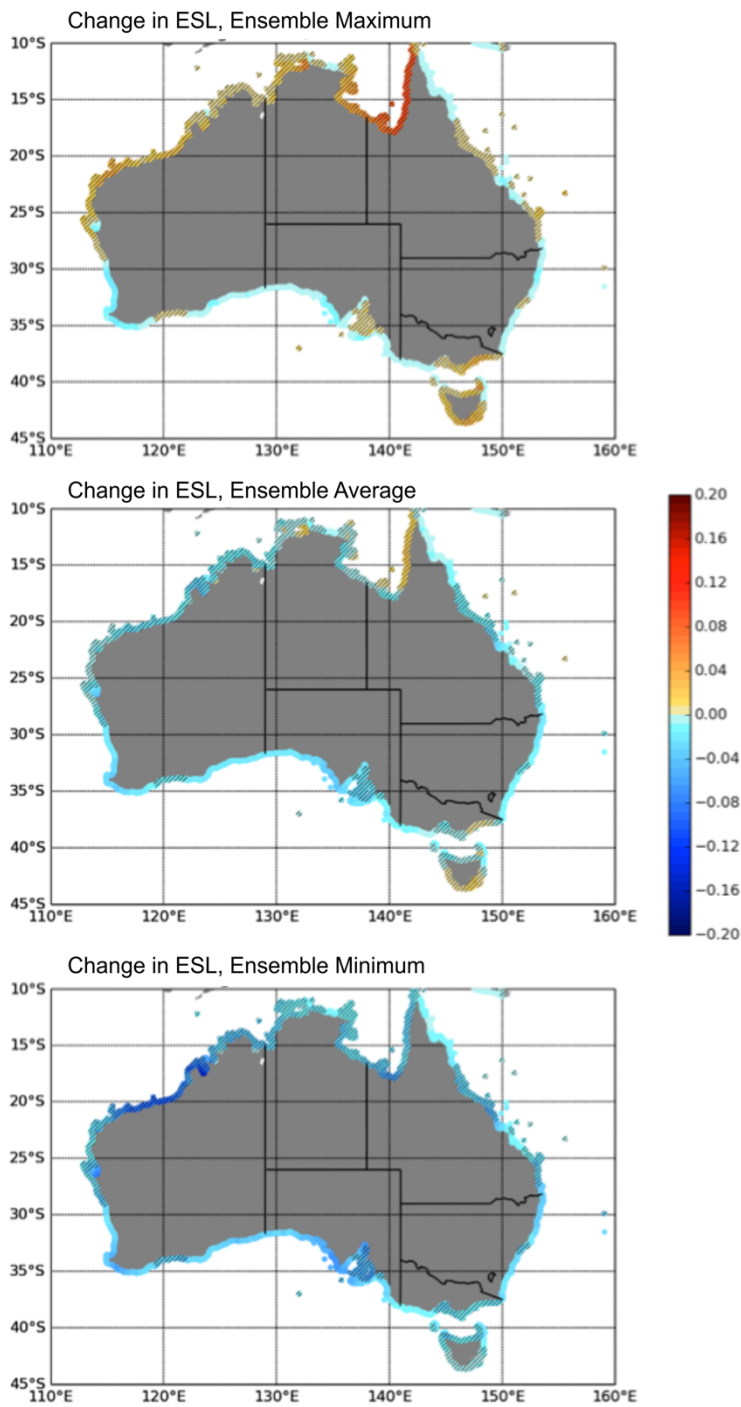 Change in ESL, Ensemble Maximum
10°S
15°S
20°S
25°S
30°S
35°S
40°S
45°S
110°E 120°E 130°E 140°E 150°E 160°E
Change in ESL, Ensemble Average
10°S
15°S
20°S
25°S
30°S
35°S
40°S
45°S
110°E 120°E 130°E 140°E 150°E 160°E
0.20
0.16
0.12
0.08
0.04
0.00
−0.04
−0.08
−0.12
−0.16
−0.20
Change in ESL, Ensemble Minimum
10°S
15°S
20°S
25°S
30°S
35°S
40°S
45°S
110°E 120°E 130°E 140°E 150°E 160°E